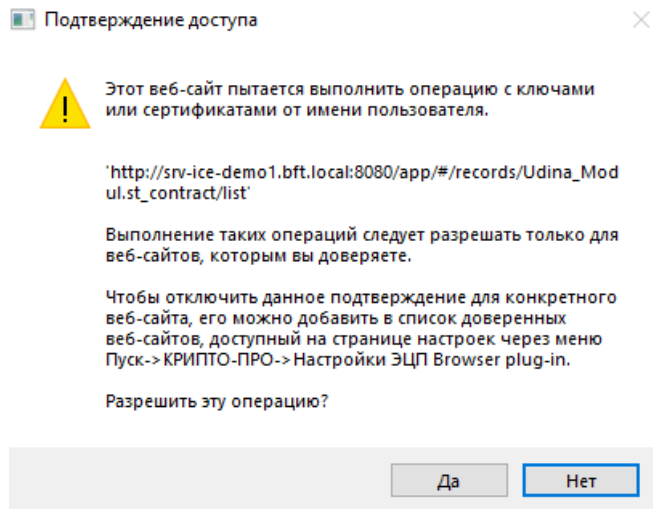 Подтверждение доступа
Этот веб-сайт пытается выполнить операцию с ключами
или сертификатами от имени пользователя.
'http://srv-ice-demo1.bft.local:8080/app/#/records/Udina_Mod
ul.st_contract/list'
Выполнение таких операций следует разрешать только для
веб-сайтов, которым вы доверяете.
Чтобы отключить данное подтверждение для конкретного
веб-сайта, его можно добавить в список доверенных
веб-сайтов, доступный на странице настроек через меню
Пуск->КРИПТО-ПРО->Настройки ЭЦП Browser plug-in.
Разрешить эту операцию?
Да
Нет